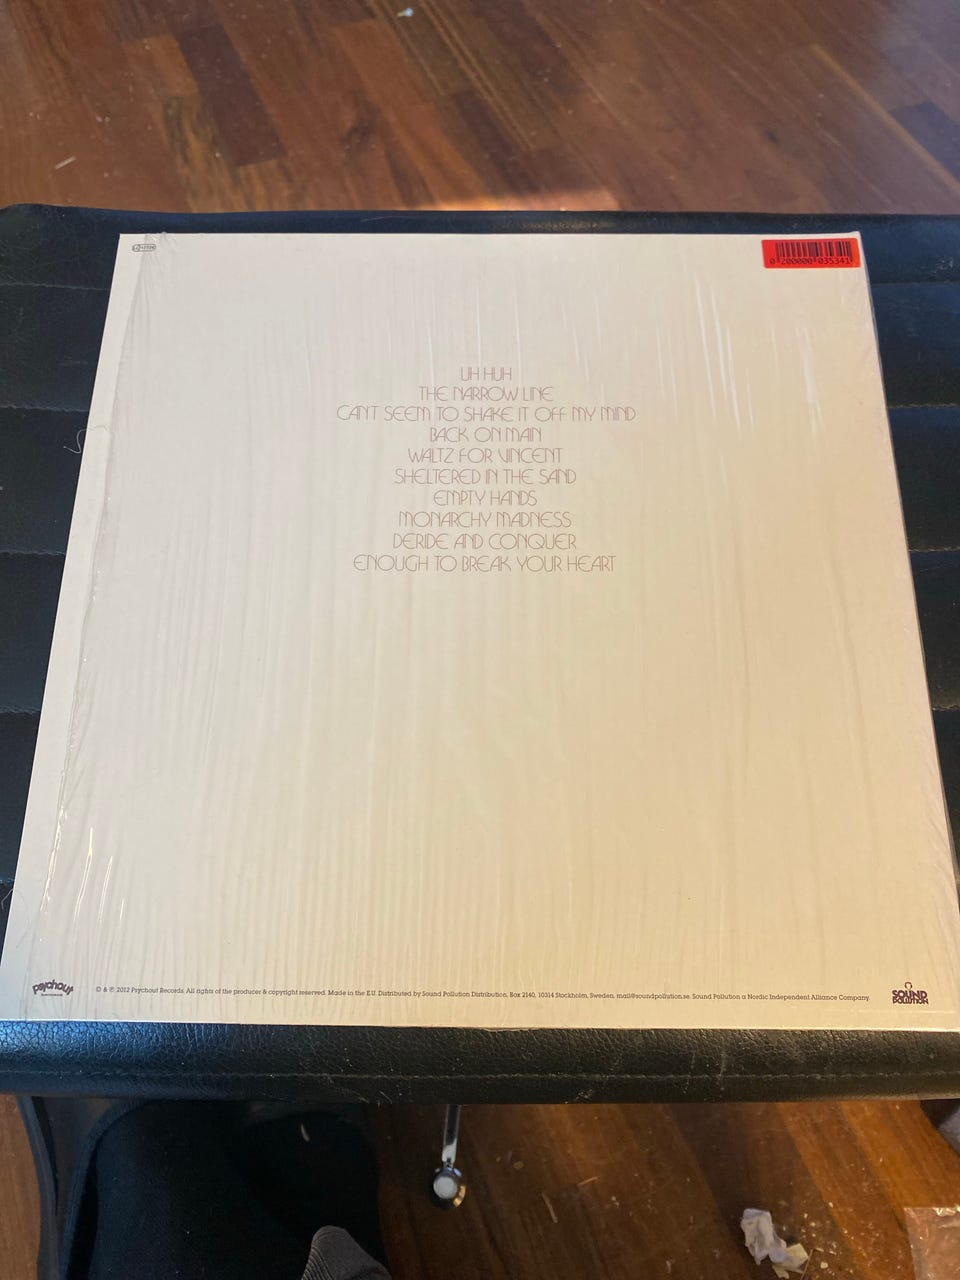 0 200000 035341
UH HUH
THE NARROW LINE
CAN'T SEEM TO SHAKE IT OFF MY MIND
BACK ON MAIN
WALTZ FOR VINCENT
SHELTERED IN THE SAND
EMPTY HANDS
MONARCHY MADNESS
DERIDE AND CONQUER
ENOUGH TO BREAK YOUR HEART
psychout
© & ℗ 2012 Psychout Records. All rights of the producer & copyright reserved. Made in the E.U. Distributed by Sound Pollution Distribution, Box 2140, 10314 Stockholm, Sweden, mail@soundpollution.se. Sound Pollution a Nordic Independent Alliance Company.
SOUND
POLLUTION